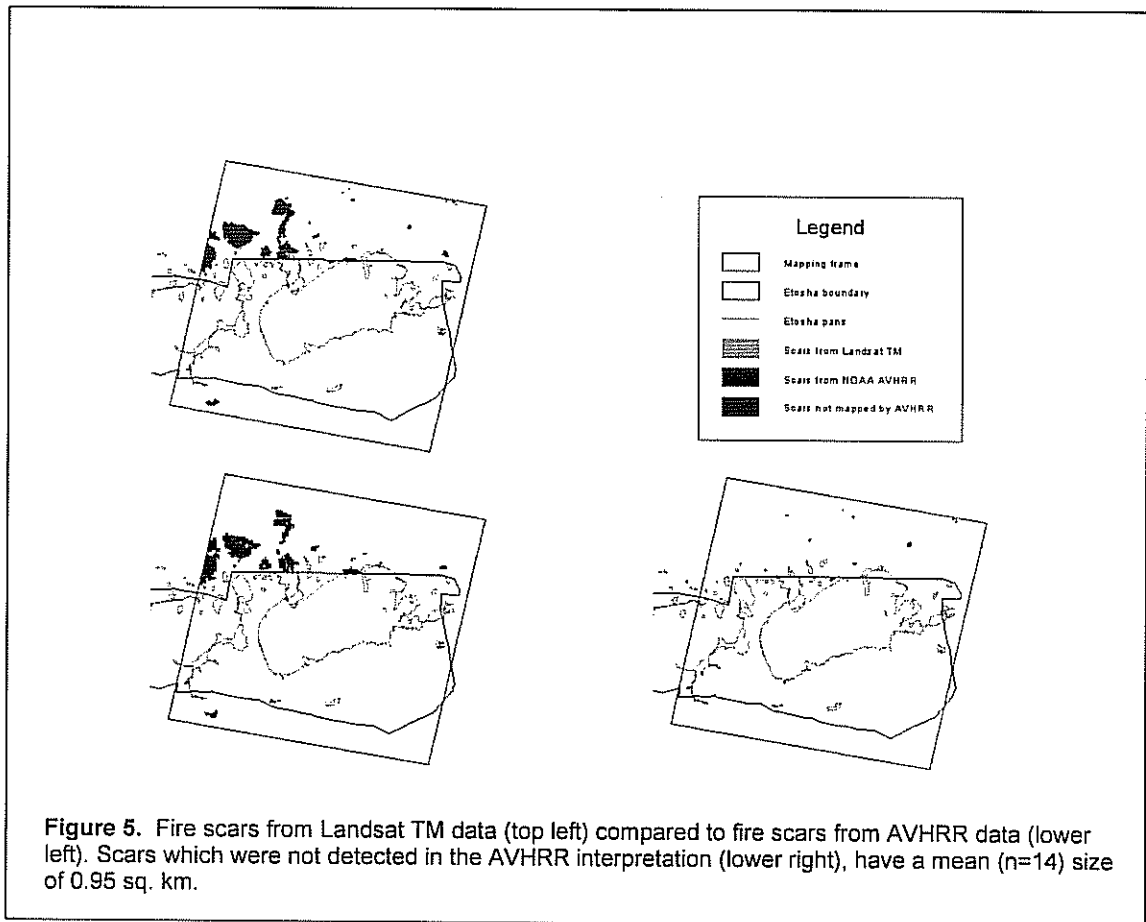 Legend
Mapping frame
Etosha boundary
Etosha pans
Scars from Landsat TM
Scars from NOAA AVHRR
Scars not mapped by AVHRR
Figure 5. Fire scars from Landsat TM data (top left) compared to fire scars from AVHRR data (lower
left). Scars which were not detected in the AVHRR interpretation (lower right), have a mean (n=14) size
of 0.95 sq. km.